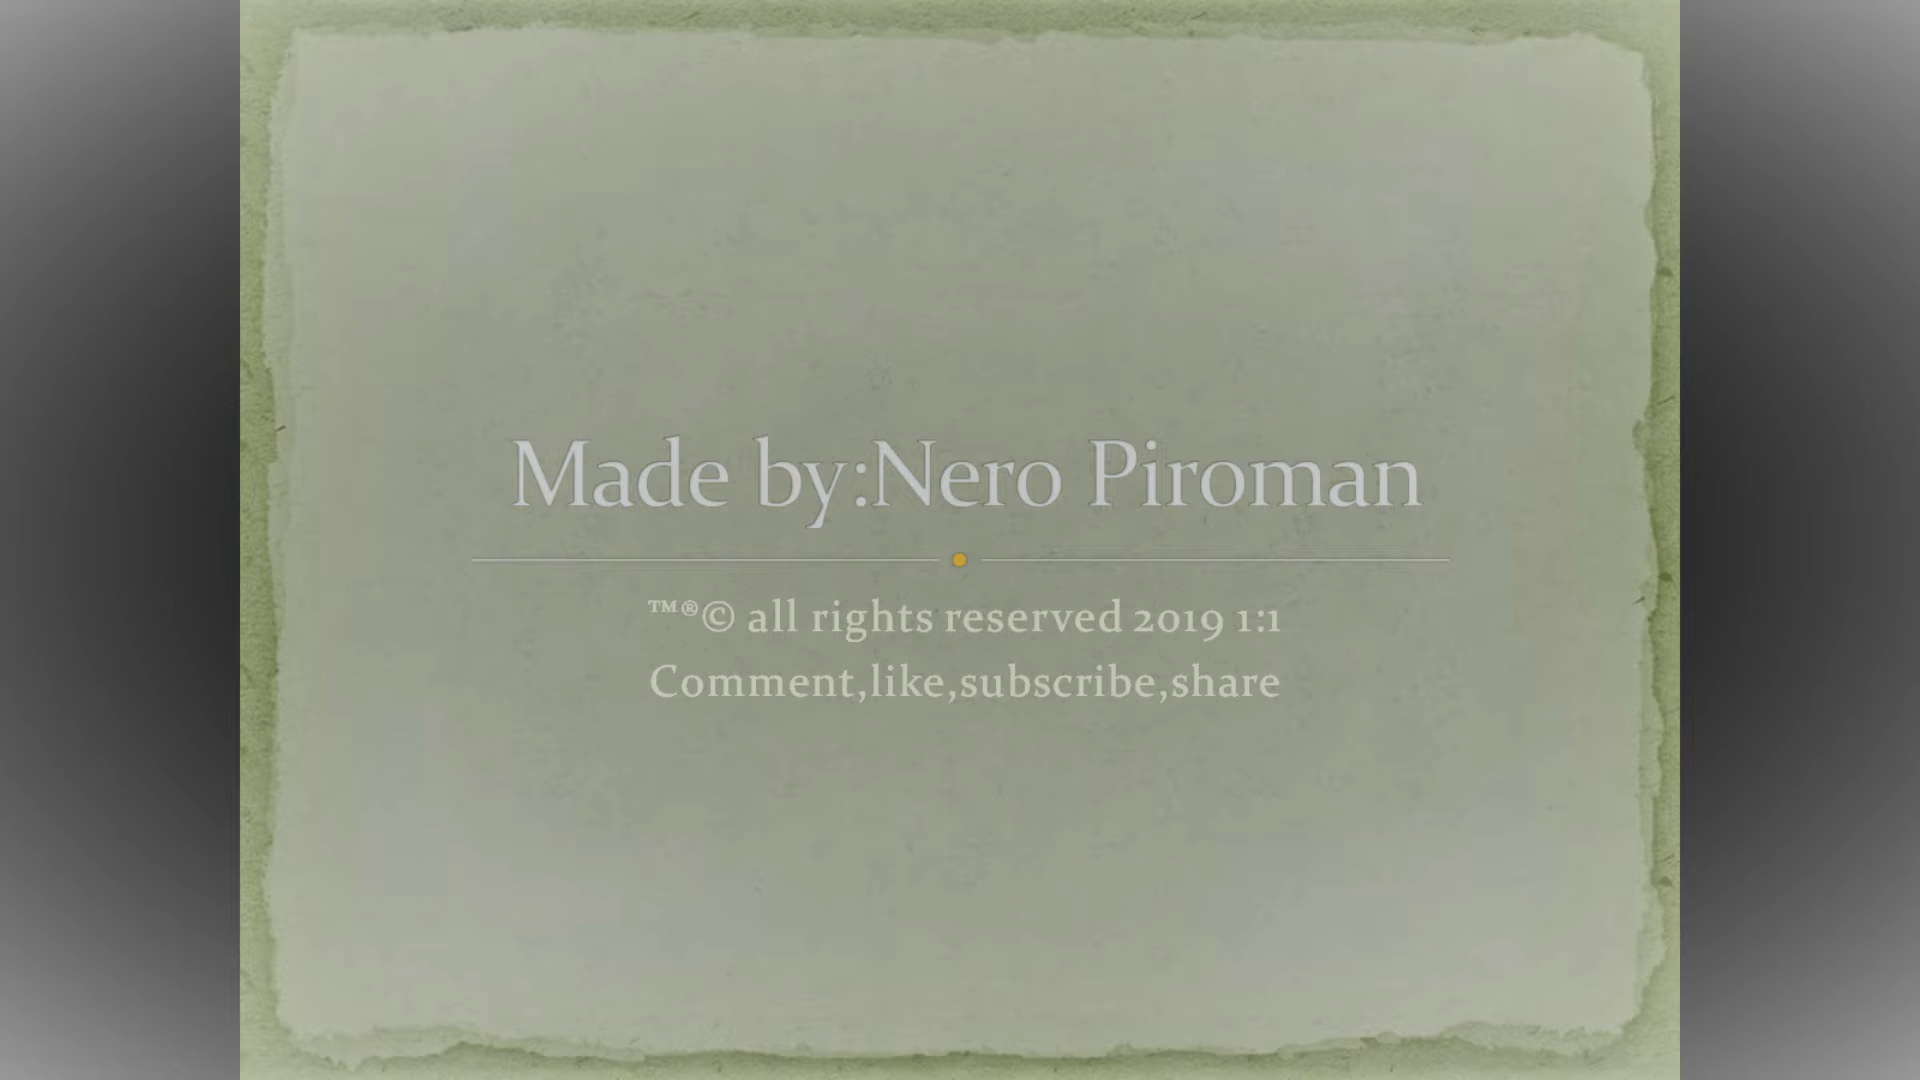 Made by:Nero Piroman
™®© all rights reserved 2019 1:1
Comment,like,subscribe,share